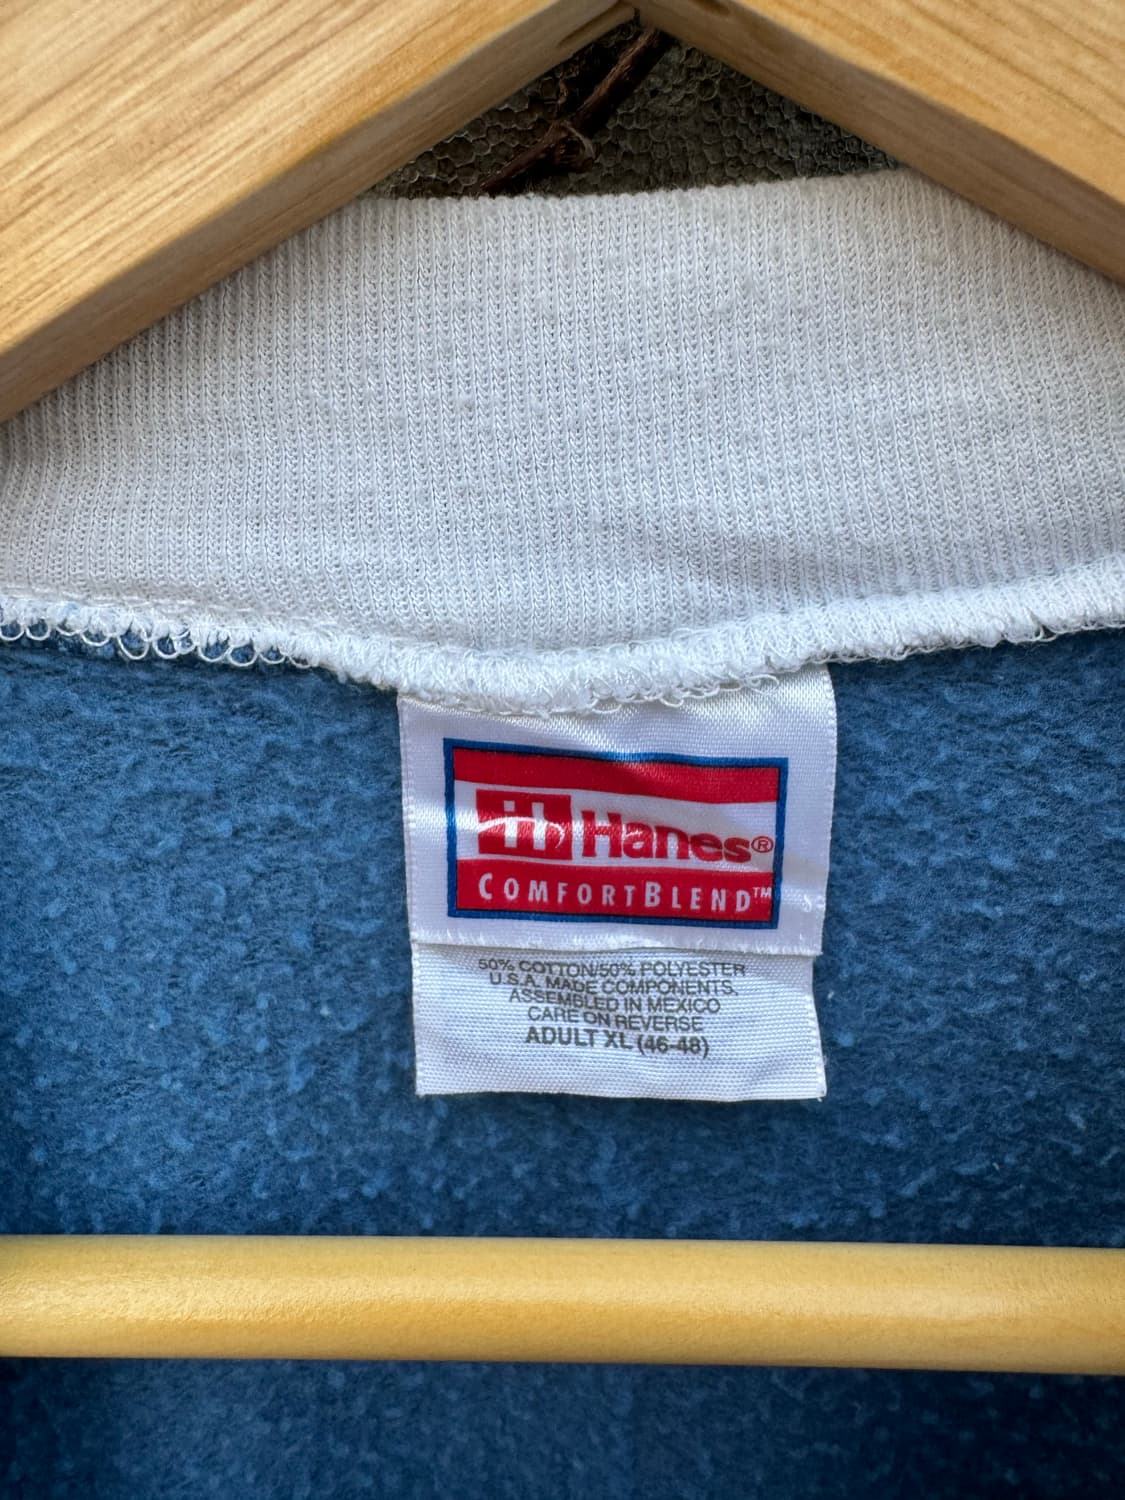 Hanes®
COMFORTBLEND™
50% COTTON/50% POLYESTER
U.S.A. MADE COMPONENTS,
ASSEMBLED IN MEXICO
CARE ON REVERSE
ADULT XL (46-48)